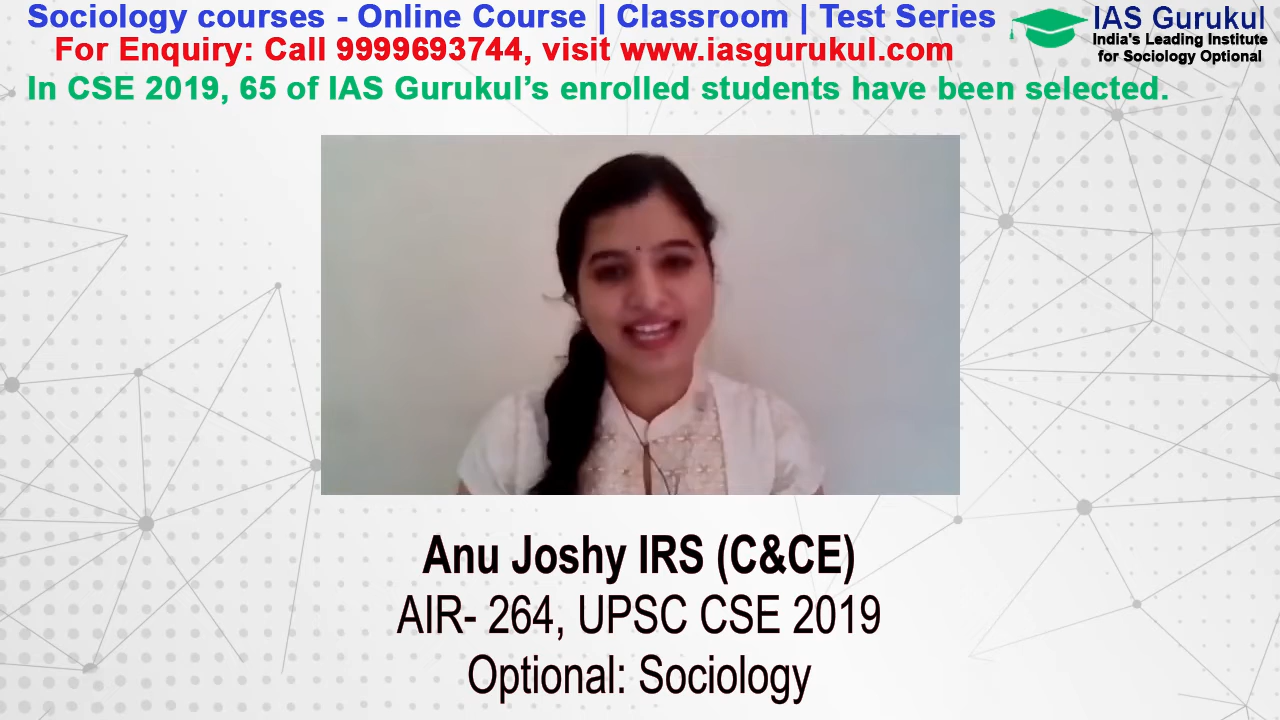 Sociology courses - Online Course | Classroom | Test Series
For Enquiry: Call 9999693744, visit www.iasgurukul.com
In CSE 2019, 65 of IAS Gurukul’s enrolled students have been selected.
IAS Gurukul
India's Leading Institute
for Sociology Optional
Anu Joshy IRS (C&CE)
AIR- 264, UPSC CSE 2019
Optional: Sociology